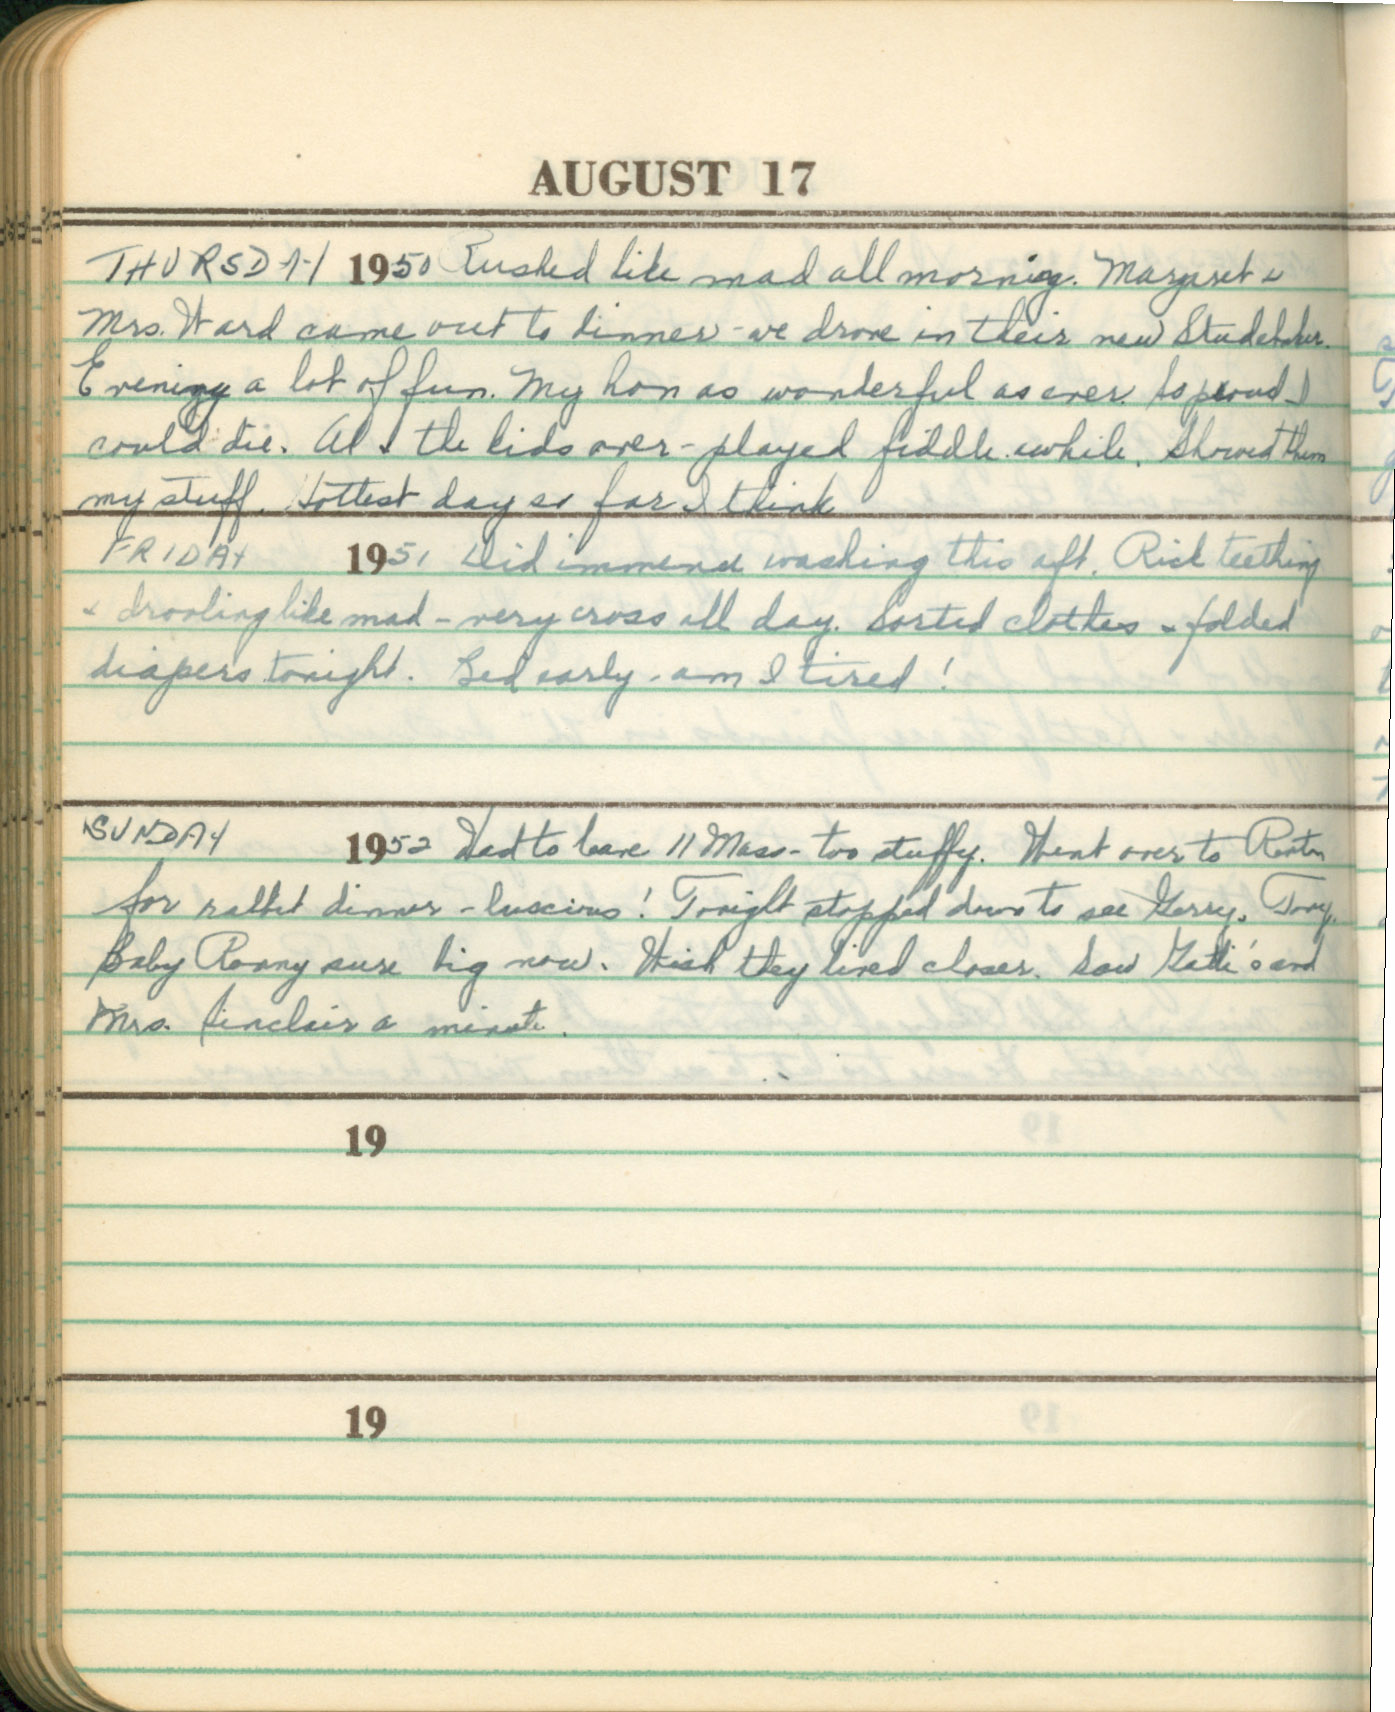 AUGUST 17
THURSDAY 1950 Rushed like mad all morning. Margaret &
Mrs. Ward came out to dinner - we drove in their new Studebaker.
Evening a lot of fun. My hon as wonderful as ever. So proud I
could die. Al & the kids over - played fiddle awhile. Showed them
my stuff. Hottest day so far I think
FRIDAY 1951 Did immense washing this aft. Rick teething
& drooling like mad - very cross all day. Sorted clothes & folded
diapers tonight. Bed early - am I tired!
SUNDAY 1952 Had to leave 11 Mass - too stuffy. Went over to
for rabbit dinner - luscious! Tonight stopped down to see Gerry, Tony.
Baby Ronny sure big now. Wish they lived closer. Saw and
Mrs. Sinclair a minute.
19
19